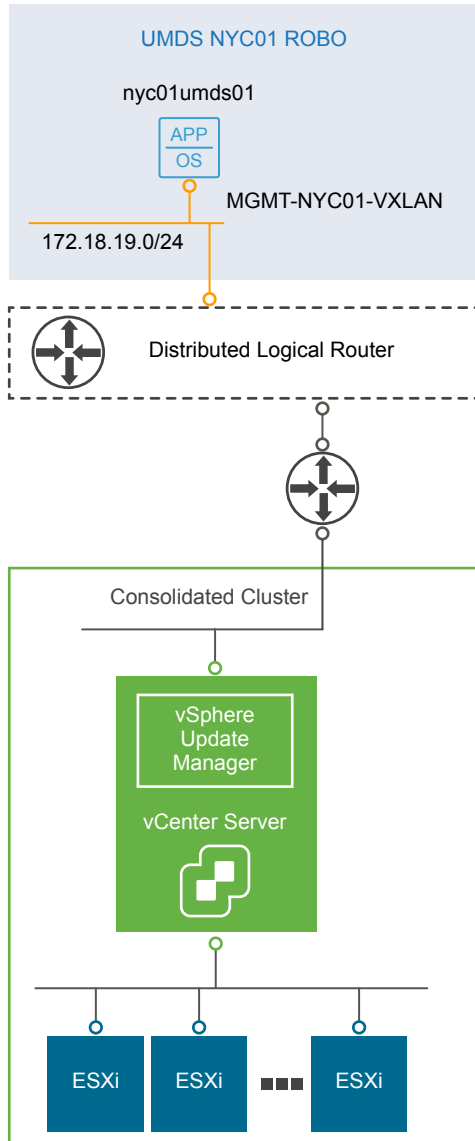 UMDS NYC01 ROBO
nyc01umds01
APP
OS
MGMT-NYC01-VXLAN
172.18.19.0/24
Distributed Logical Router
Consolidated Cluster
vSphere
Update
Manager
vCenter Server
ESXi
ESXi
ESXi